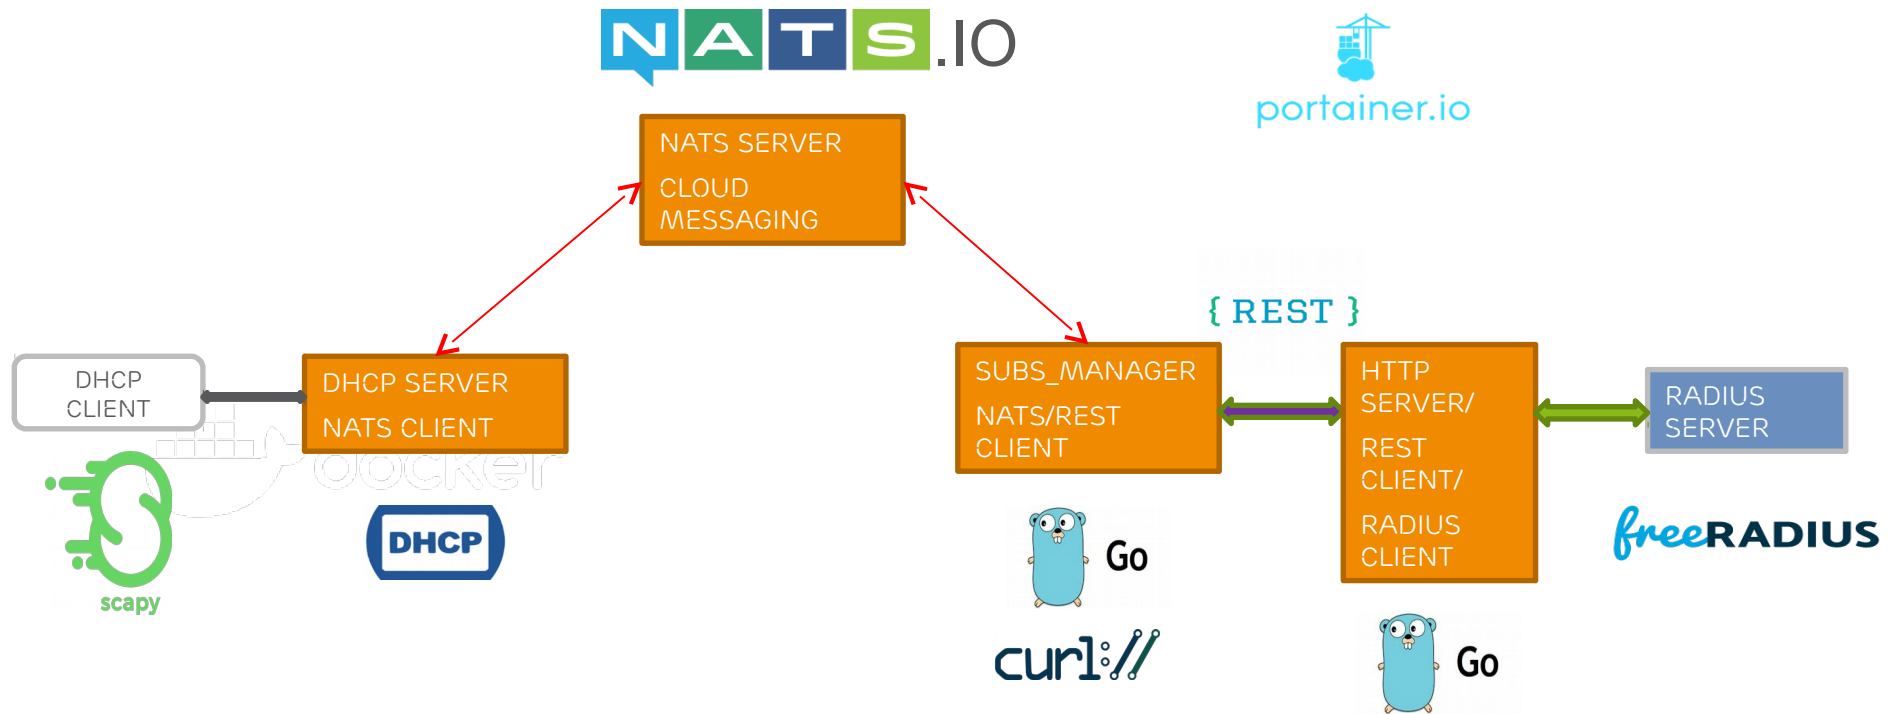 NATS.IO
portainer.io
NATS SERVER
CLOUD
MESSAGING
{ REST }
DHCP
CLIENT
DHCP SERVER
NATS CLIENT
SUBS_MANAGER
NATS/REST
CLIENT
HTTP
SERVER/
REST
CLIENT/
RADIUS
CLIENT
RADIUS
SERVER
docker
scapy
DHCP
Go
curl://
Go
freeRADIUS